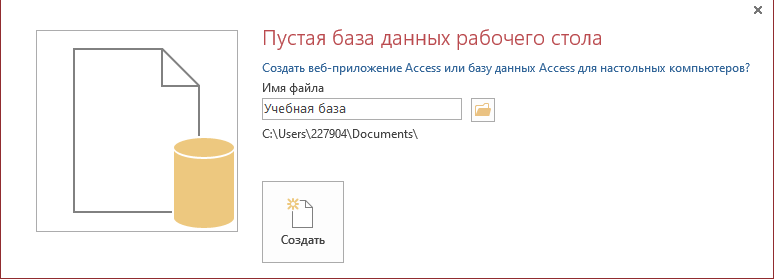 Пустая база данных рабочего стола
Создать веб-приложение Access или базу данных Access для настольных компьютеров?
Имя файла
Учебная база
C:\Users\227904\Documents\
Создать